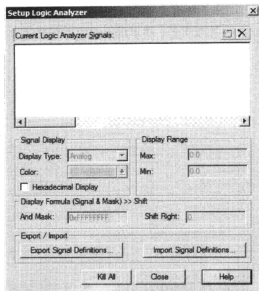 Setup Logic Analyzer
Current Logic Analyzer Signals:
Signal Display
Display Range
Display Type: Analog
Max: 0.0
Color:
Min: 0.0
Hexadecimal Display
Display Formula (Signal & Mask) >> Shift
And Mask: 0xFFFFFFFF
Shift Right: 0
Export / Import
Export Signal Definitions...
Import Signal Definitions...
Kill All
Close
Help